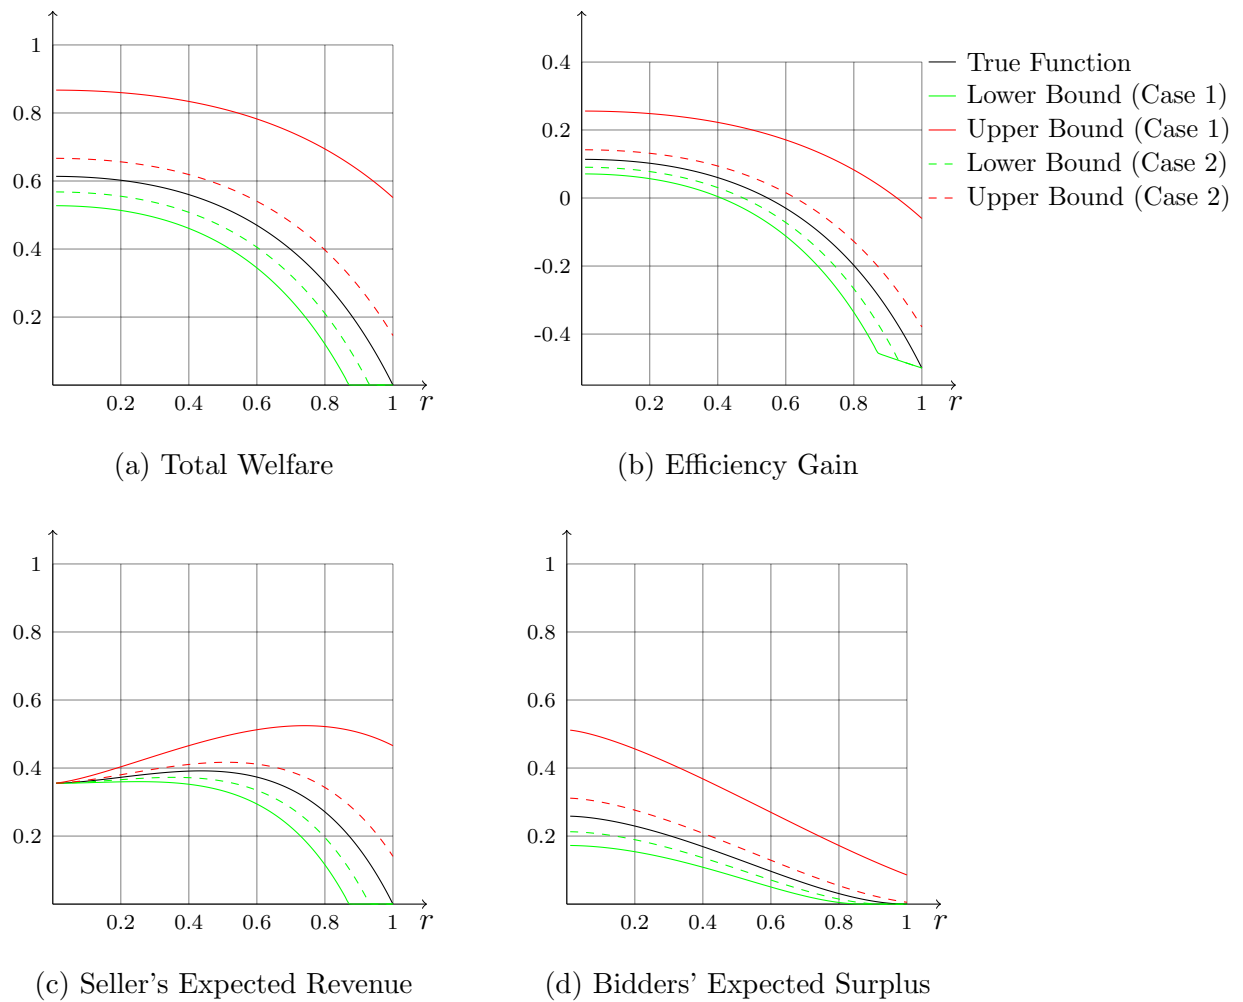 1
0.8
0.6
0.4
0.2
0.2 0.4 0.6 0.8 1 r
(a) Total Welfare
0.4
0.2
0
-0.2
-0.4
0.2 0.4 0.6 0.8 1 r
(b) Efficiency Gain
True Function
Lower Bound (Case 1)
Upper Bound (Case 1)
Lower Bound (Case 2)
Upper Bound (Case 2)
1
0.8
0.6
0.4
0.2
0.2 0.4 0.6 0.8 1 r
(c) Seller's Expected Revenue
1
0.8
0.6
0.4
0.2
0.2 0.4 0.6 0.8 1 r
(d) Bidders' Expected Surplus